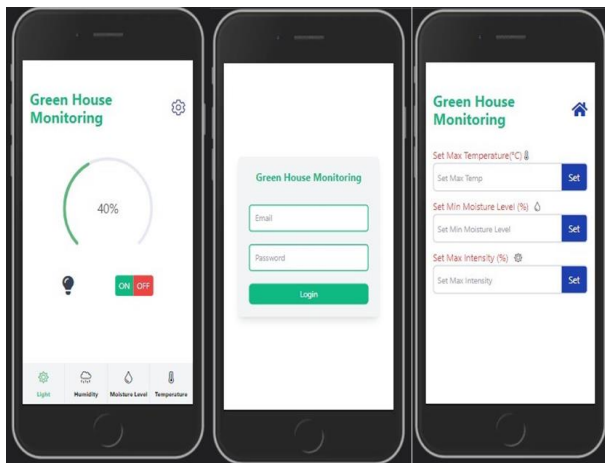 Green House
Monitoring
40%
ON OFF
Light Humidity Moisture Level Temperature
Green House Monitoring
Email
Password
Login
Green House
Monitoring
Set Max Temperature(°C)
Set Max Temp Set
Set Min Moisture Level (%)
Set Min Moisture Level Set
Set Max Intensity (%)
Set Max Intensity Set